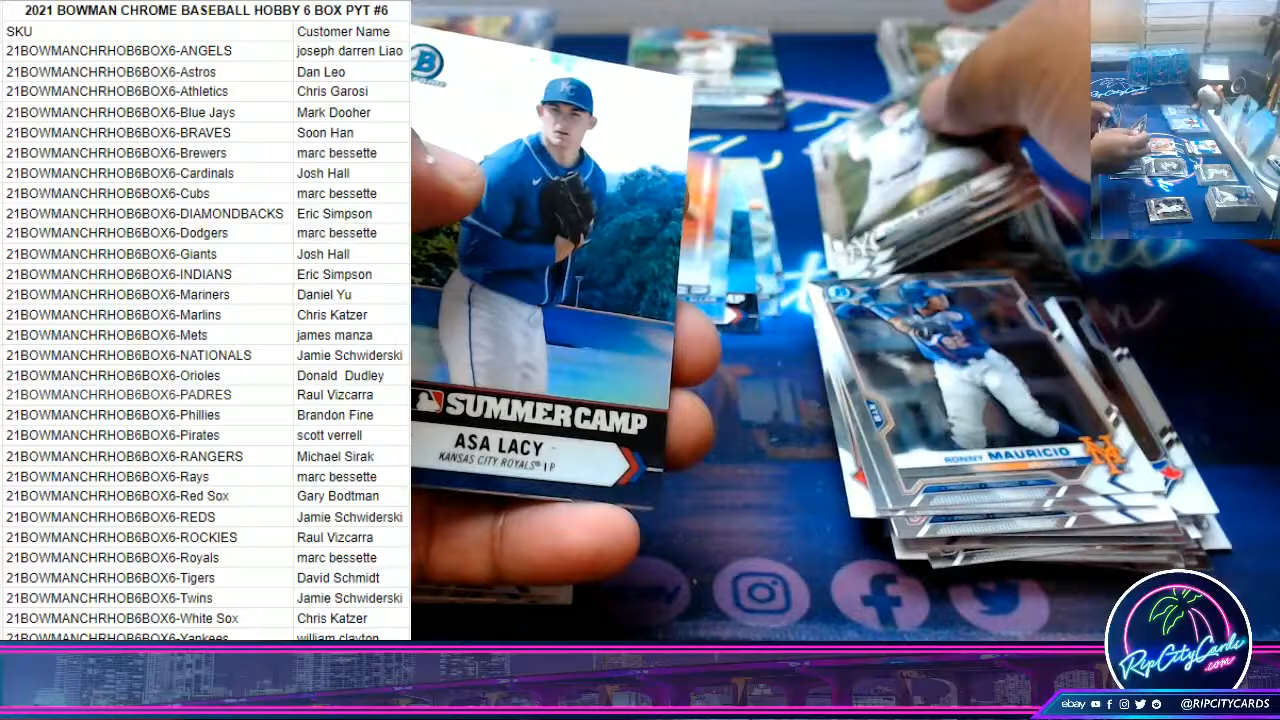 2021 BOWMAN CHROME BASEBALL HOBBY 6 BOX PYT #6
SKU Customer Name
21BOWMANCHRHOB6BOX6-ANGELS joseph darren Liao
21BOWMANCHRHOB6BOX6-Astros Dan Leo
21BOWMANCHRHOB6BOX6-Athletics Chris Garosi
21BOWMANCHRHOB6BOX6-Blue Jays Mark Dooher
21BOWMANCHRHOB6BOX6-BRAVES Soon Han
21BOWMANCHRHOB6BOX6-Brewers marc bessette
21BOWMANCHRHOB6BOX6-Cardinals Josh Hall
21BOWMANCHRHOB6BOX6-Cubs marc bessette
21BOWMANCHRHOB6BOX6-DIAMONDBACKS Eric Simpson
21BOWMANCHRHOB6BOX6-Dodgers marc bessette
21BOWMANCHRHOB6BOX6-Giants Josh Hall
21BOWMANCHRHOB6BOX6-INDIANS Eric Simpson
21BOWMANCHRHOB6BOX6-Mariners Daniel Yu
21BOWMANCHRHOB6BOX6-Marlins Chris Katzer
21BOWMANCHRHOB6BOX6-Mets james manza
21BOWMANCHRHOB6BOX6-NATIONALS Jamie Schwiderski
21BOWMANCHRHOB6BOX6-Orioles Donald Dudley
21BOWMANCHRHOB6BOX6-PADRES Raul Vizcarra
21BOWMANCHRHOB6BOX6-Phillies Brandon Fine
21BOWMANCHRHOB6BOX6-Pirates scott verrell
21BOWMANCHRHOB6BOX6-RANGERS Michael Sirak
21BOWMANCHRHOB6BOX6-Rays marc bessette
21BOWMANCHRHOB6BOX6-Red Sox Gary Bodtman
21BOWMANCHRHOB6BOX6-REDS Jamie Schwiderski
21BOWMANCHRHOB6BOX6-ROCKIES Raul Vizcarra
21BOWMANCHRHOB6BOX6-Royals marc bessette
21BOWMANCHRHOB6BOX6-Tigers David Schmidt
21BOWMANCHRHOB6BOX6-Twins Jamie Schwiderski
21BOWMANCHRHOB6BOX6-White Sox Chris Katzer
21BOWMANCHRHOB6BOX6-Yankees william clayton
B
KC
SUMMER CAMP
ASA LACY
KANSAS CITY ROYALS® | P
RONNY MAURICIO
RipCityCards
.com
ebay @RIPCITYCARDS